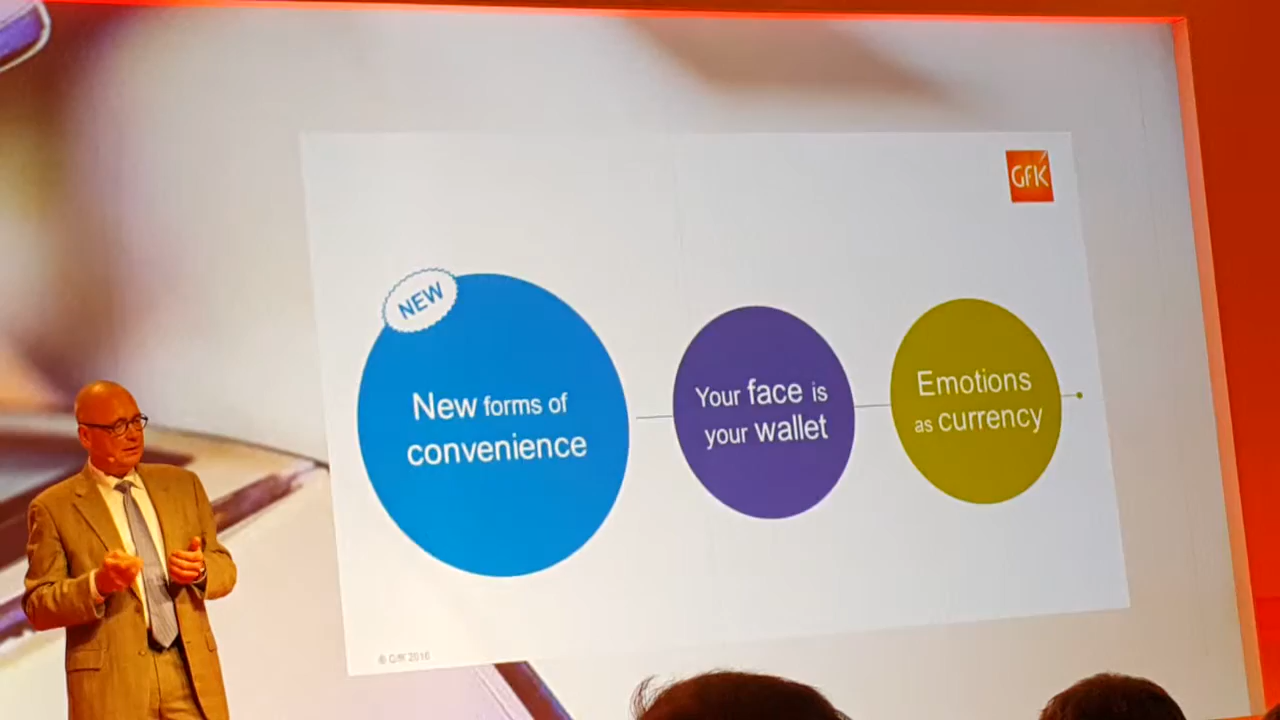 GfK
NEW
New forms of
convenience
Your face is
your wallet
Emotions
as currency
© GfK 2016